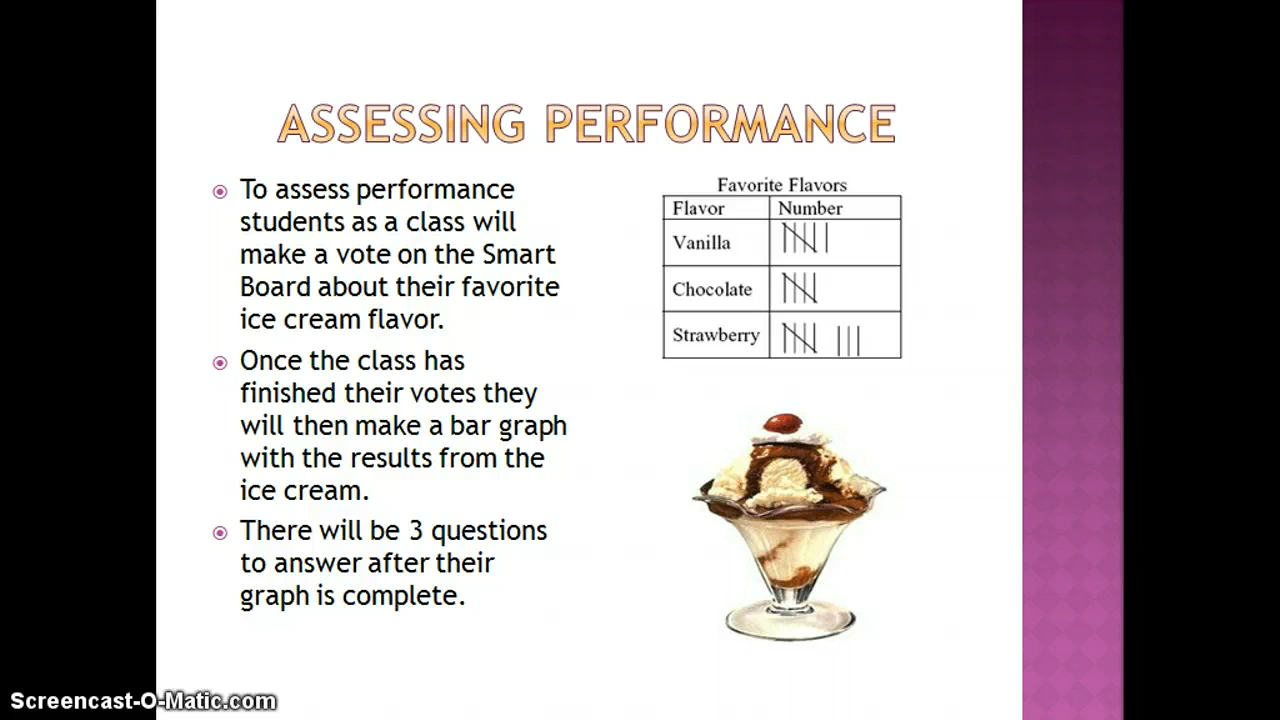 ASSESSING PERFORMANCE
To assess performance
students as a class will
make a vote on the Smart
Board about their favorite
ice cream flavor.
Once the class has
finished their votes they
will then make a bar graph
with the results from the
ice cream.
There will be 3 questions
to answer after their
graph is complete.
Favorite Flavors
Flavor Number
Vanilla
Chocolate
Strawberry
Screencast-O-Matic.com